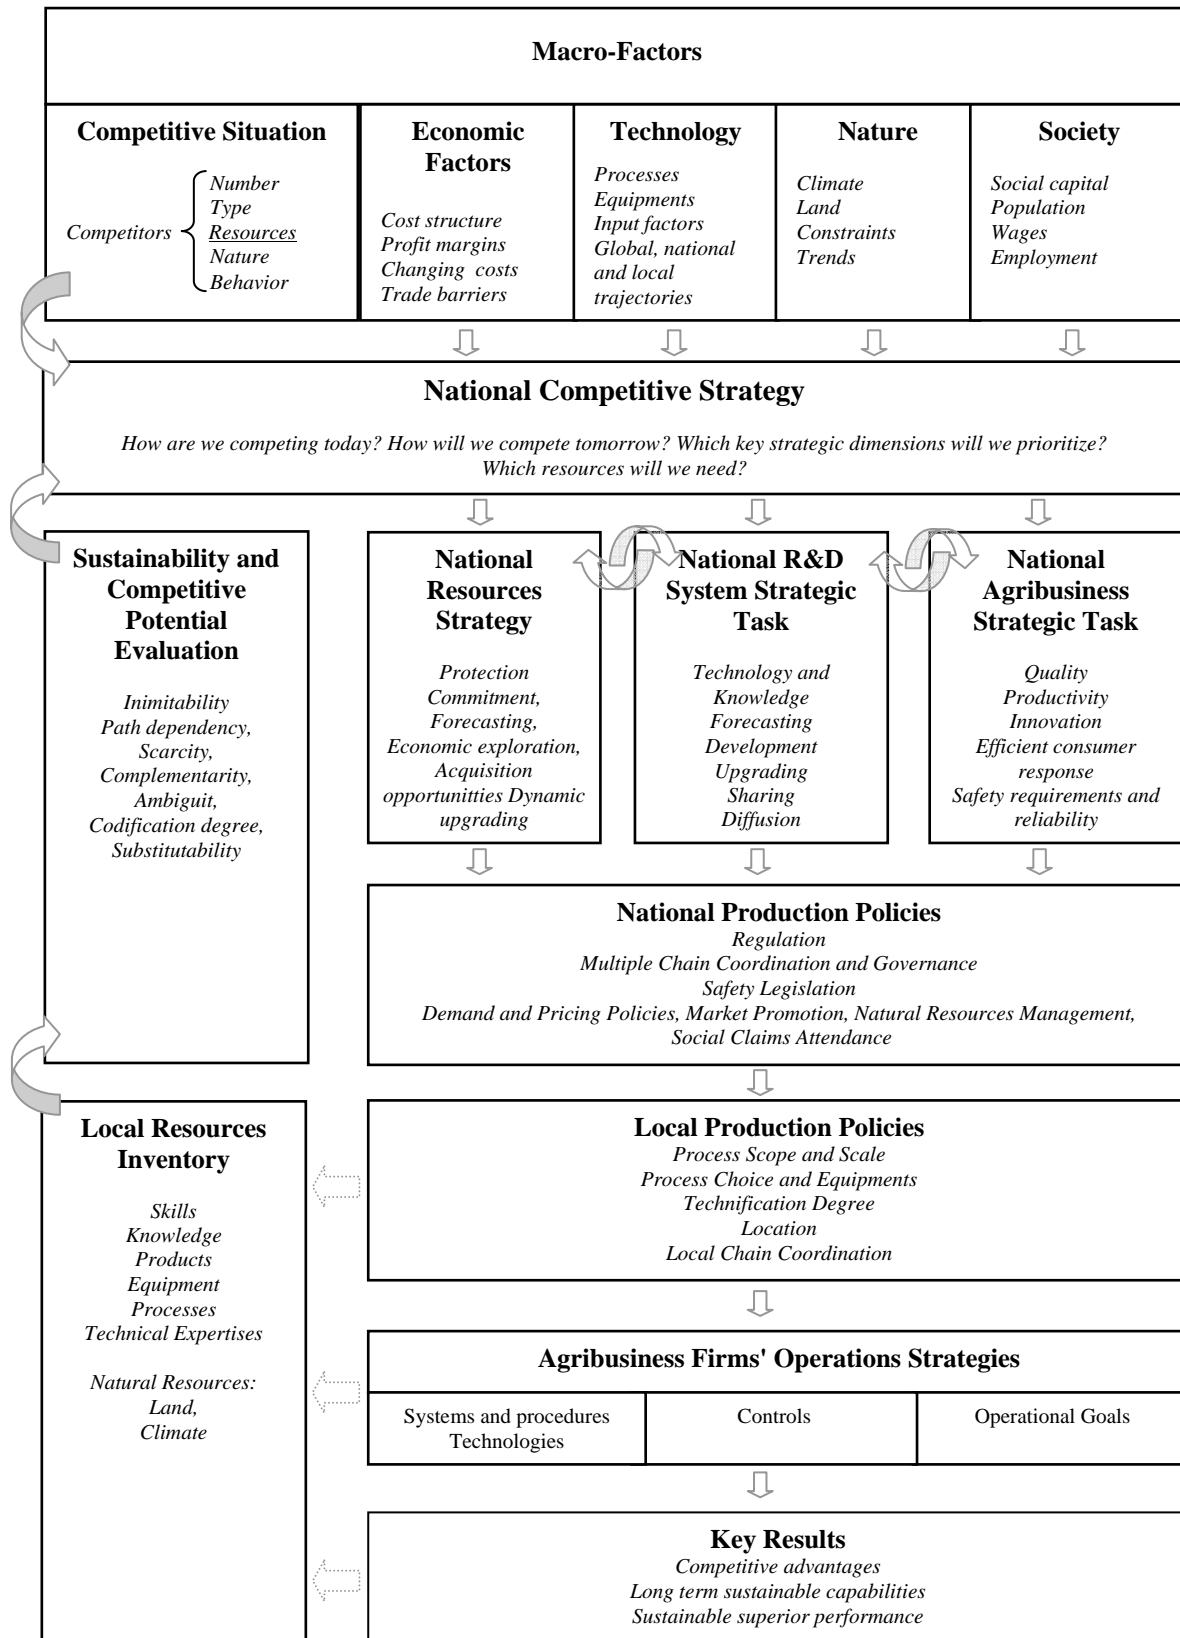 Macro-Factors
Competitive Situation
Competitors
Number
Type
Resources
Nature
Behavior
Economic
Factors
Cost structure
Profit margins
Changing costs
Trade barriers
Technology
Processes
Equipments
Input factors
Global, national
and local
trajectories
Nature
Climate
Land
Constraints
Trends
Society
Social capital
Population
Wages
Employment
National Competitive Strategy
How are we competing today? How will we compete tomorrow? Which key strategic dimensions will we prioritize?
Which resources will we need?
Sustainability and
Competitive
Potential
Evaluation
Inimitability
Path dependency,
Scarcity,
Complementarity,
Ambiguit,
Codification degree,
Substitutability
National
Resources
Strategy
Protection
Commitment,
Forecasting,
Economic exploration,
Acquisition
opportunitties Dynamic
upgrading
National R&D
System Strategic
Task
Technology and
Knowledge
Forecasting
Development
Upgrading
Sharing
Diffusion
National
Agribusiness
Strategic Task
Quality
Productivity
Innovation
Efficient consumer
response
Safety requirements and
reliability
National Production Policies
Regulation
Multiple Chain Coordination and Governance
Safety Legislation
Demand and Pricing Policies, Market Promotion, Natural Resources Management,
Social Claims Attendance
Local Resources
Inventory
Skills
Knowledge
Products
Equipment
Processes
Technical Expertises
Natural Resources:
Land,
Climate
Local Production Policies
Process Scope and Scale
Process Choice and Equipments
Technification Degree
Location
Local Chain Coordination
Agribusiness Firms' Operations Strategies
Systems and procedures
Technologies
Controls
Operational Goals
Key Results
Competitive advantages
Long term sustainable capabilities
Sustainable superior performance